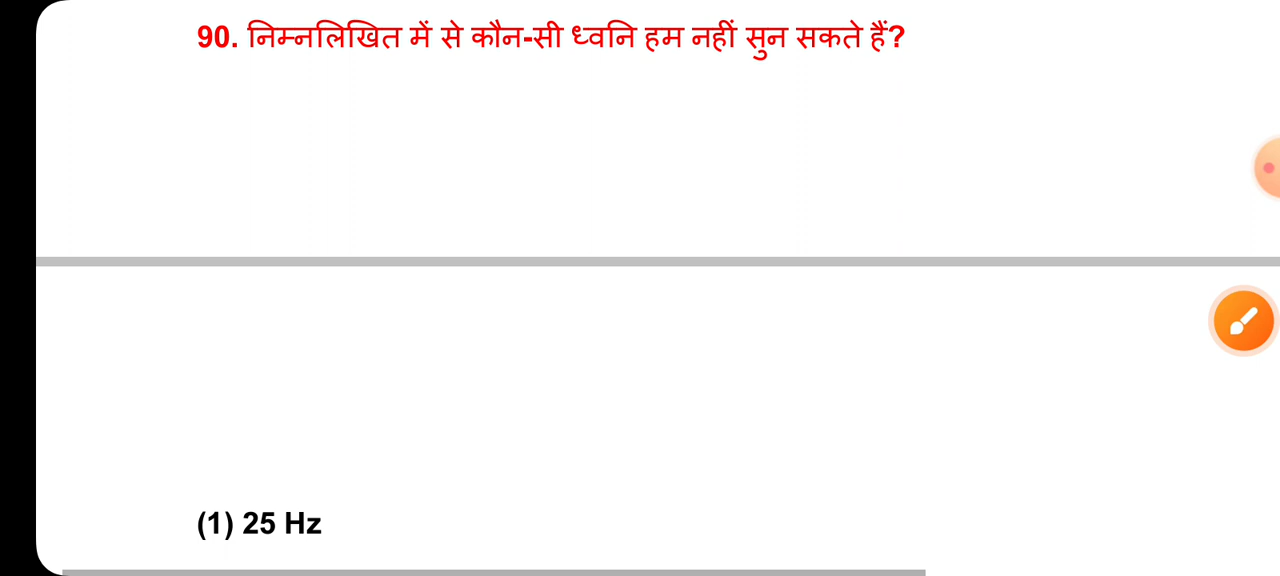 90. निम्नलिखित में से कौन-सी ध्वनि हम नहीं सुन सकते हैं?
(1) 25 Hz